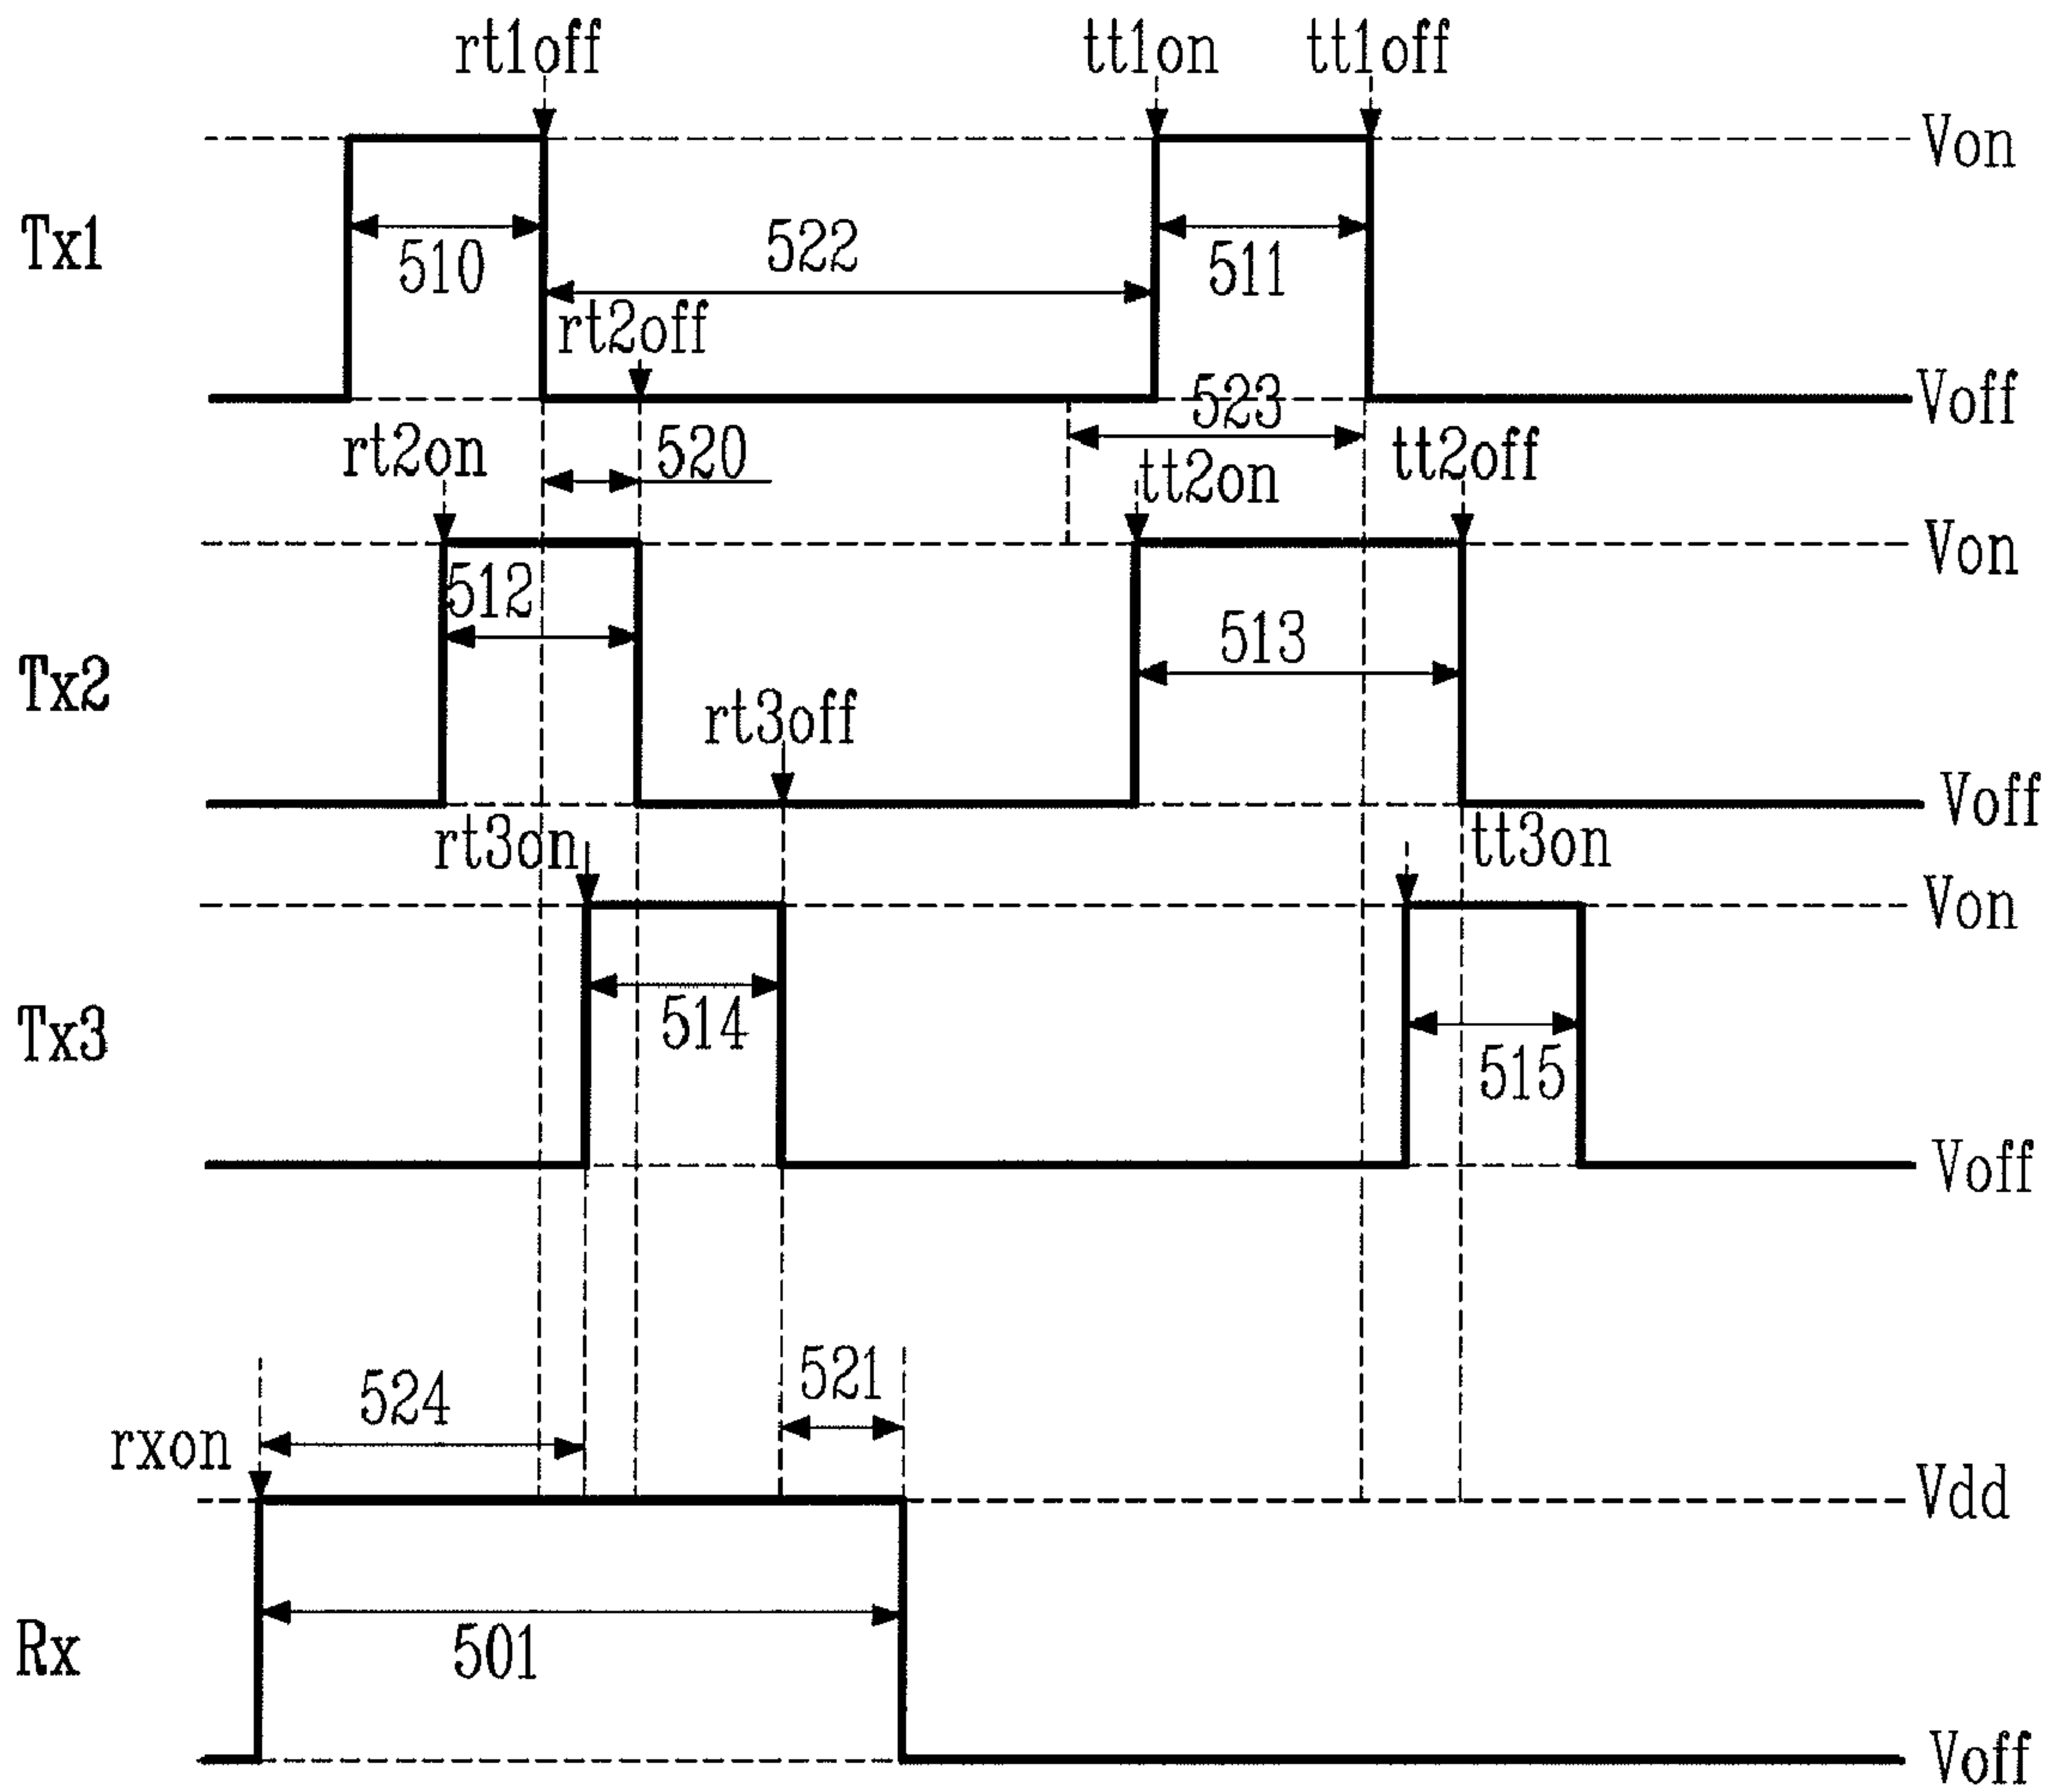 rt1off
tt1on
tt1off
Von
Tx1
510
522
511
rt2off
Voff
523
rt2on
520
tt2on
tt2off
Von
512
Tx2
513
rt3off
Voff
rt3on
tt3on
Von
514
Tx3
515
Voff
524
521
rxon
Vdd
501
Rx
Voff